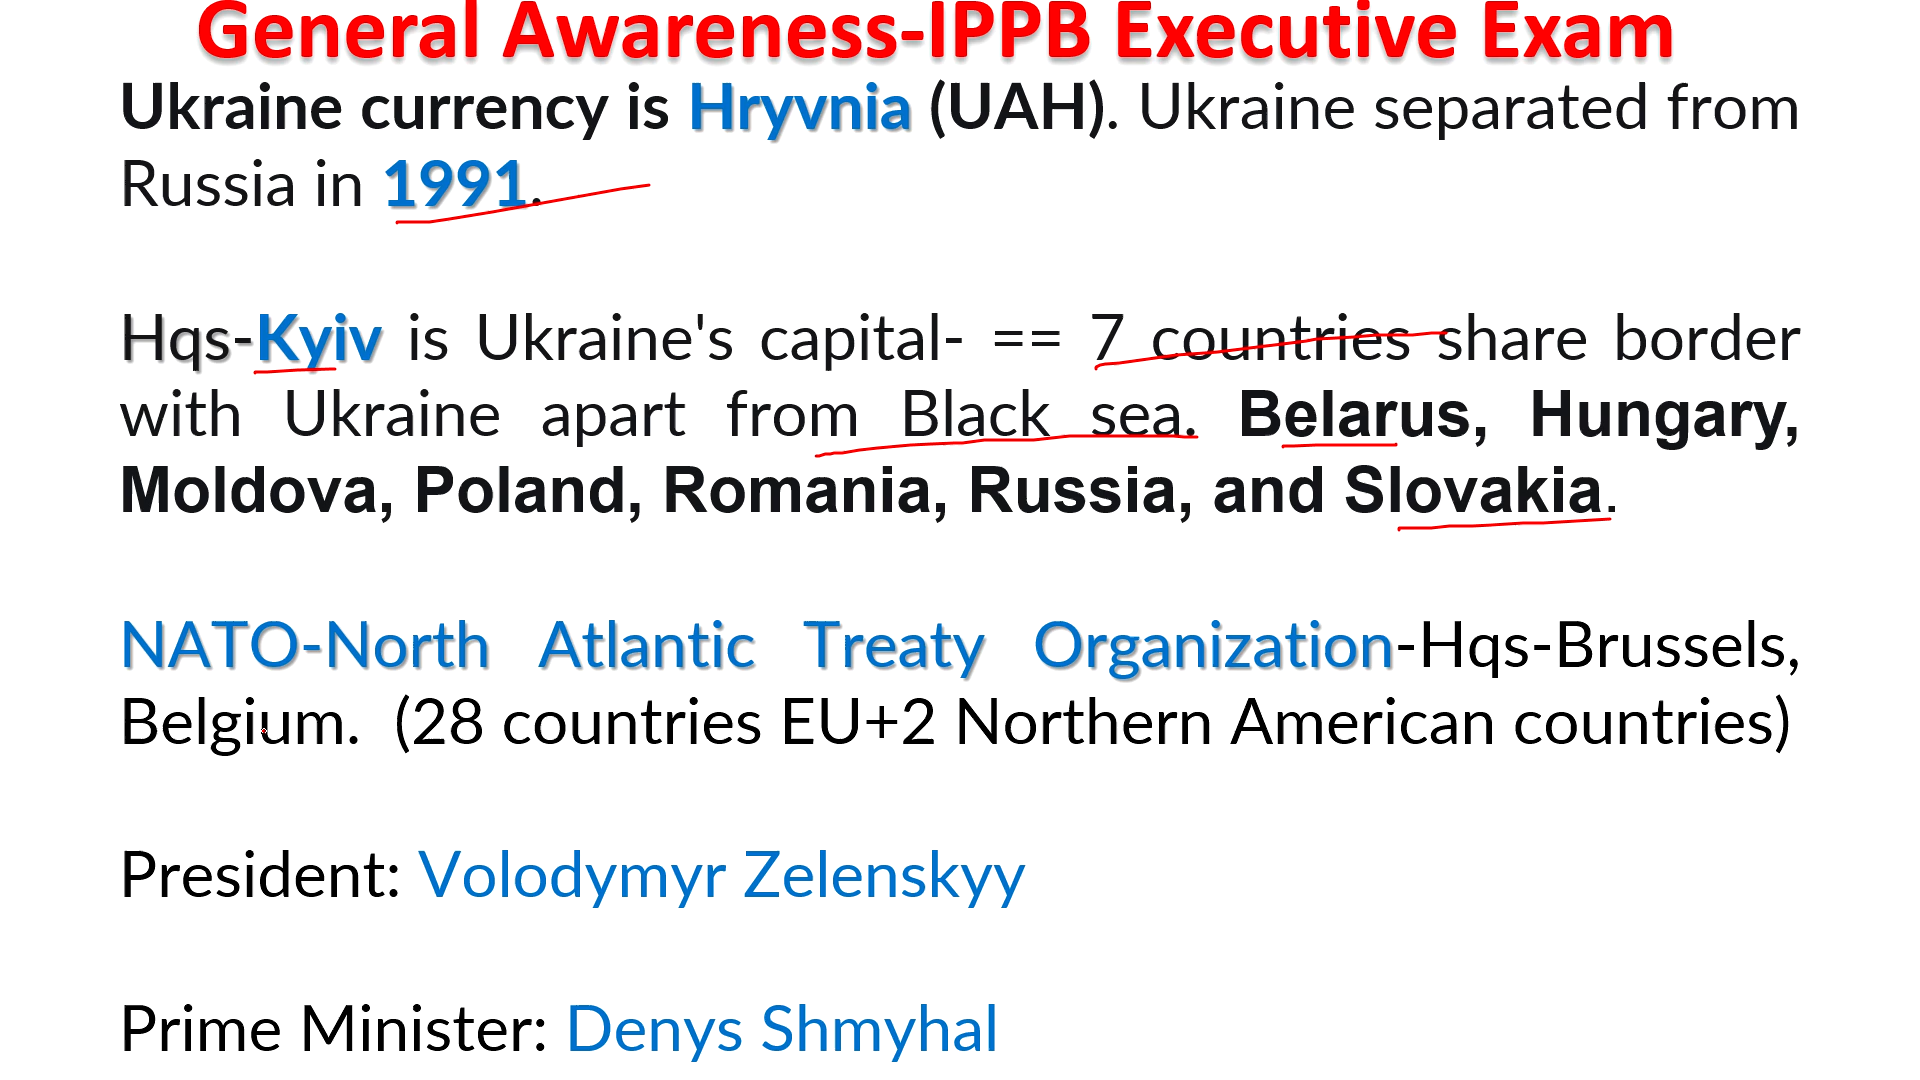 General Awareness-IPPB Executive Exam
Ukraine currency is Hryvnia (UAH). Ukraine separated from
Russia in 1991.
Hqs-Kyiv is Ukraine's capital- == 7 countries share border
with Ukraine apart from Black sea. Belarus, Hungary,
Moldova, Poland, Romania, Russia, and Slovakia.
NATO-North Atlantic Treaty Organization-Hqs-Brussels,
Belgium. (28 countries EU+2 Northern American countries)
President: Volodymyr Zelenskyy
Prime Minister: Denys Shmyhal